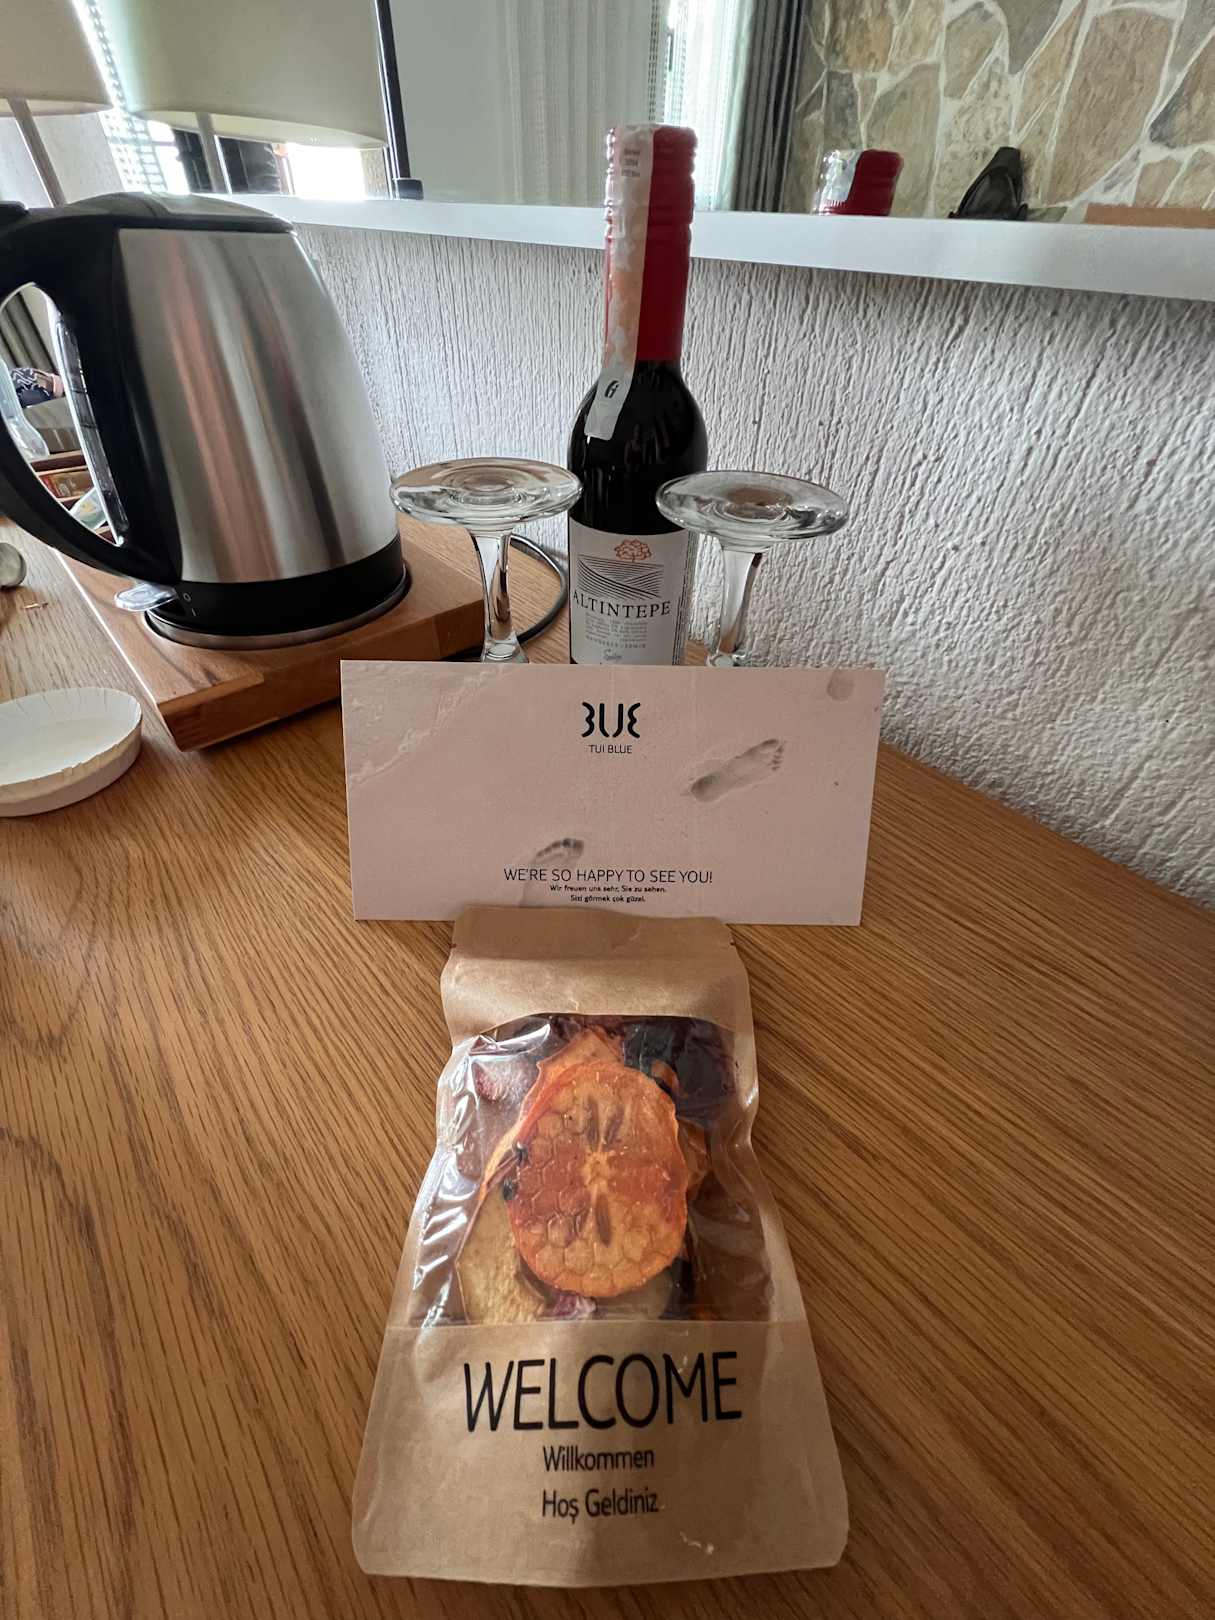 ALTINTEPE
BLUE
TUI BLUE
WE'RE SO HAPPY TO SEE YOU!
Wir freuen uns sehr, Sie zu sehen.
Sizi görmek çok güzel.
WELCOME
Willkommen
Hoş Geldiniz